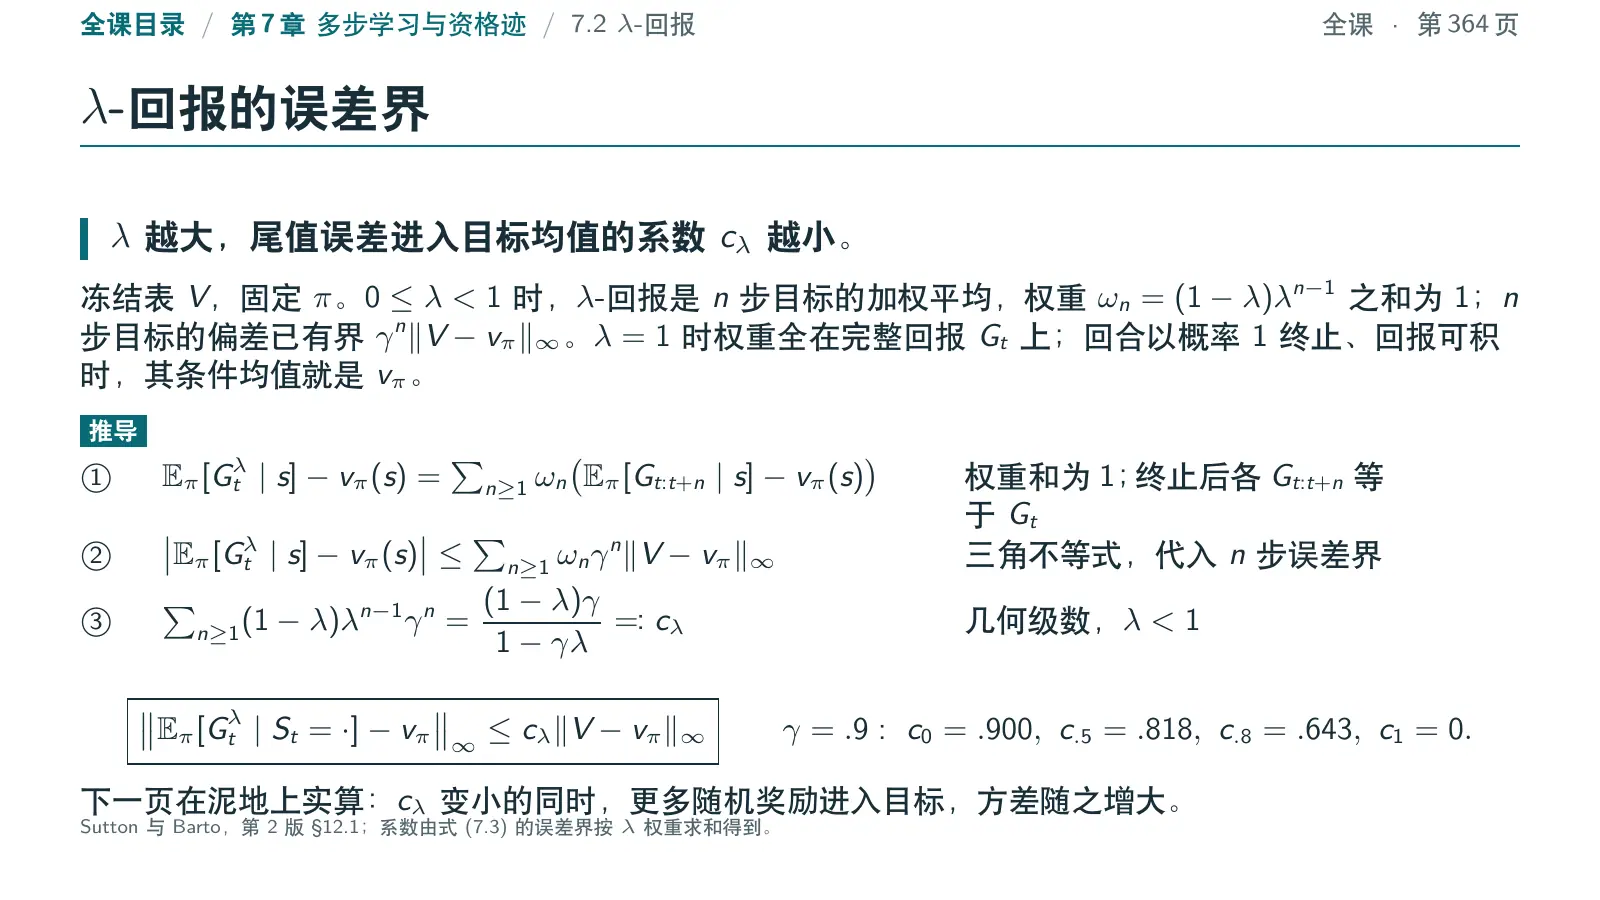 全课目录 / 第 7 章 多步学习与资格迹 / 7.2 λ-回报
全课 · 第 364 页
λ-回报的误差界
λ 越大，尾值误差进入目标均值的系数 c_λ 越小。
冻结表 V，固定 π。0 ≤ λ < 1 时，λ-回报是 n 步目标的加权平均，权重 ω_n = (1 − λ)λ^{n−1} 之和为 1；n
步目标的偏差已有界 γ^n‖V − v_π‖_∞。λ = 1 时权重全在完整回报 G_t 上；回合以概率 1 终止、回报可积
时，其条件均值就是 v_π。
推导
① 𝔼_π[G_t^λ | s] − v_π(s) = ∑_{n≥1} ω_n(𝔼_π[G_{t:t+n} | s] − v_π(s)) 权重和为 1；终止后各 G_{t:t+n} 等
于 G_t
② |𝔼_π[G_t^λ | s] − v_π(s)| ≤ ∑_{n≥1} ω_nγ^n‖V − v_π‖_∞ 三角不等式，代入 n 步误差界
③ ∑_{n≥1}(1 − λ)λ^{n−1}γ^n = \frac{(1 − λ)γ}{1 − γλ} =: c_λ 几何级数，λ < 1
‖𝔼_π[G_t^λ | S_t = ·] − v_π‖_∞ ≤ c_λ‖V − v_π‖_∞ γ = .9 : c_0 = .900, c_{.5} = .818, c_{.8} = .643, c_1 = 0.
下一页在泥地上实算：c_λ 变小的同时，更多随机奖励进入目标，方差随之增大。
Sutton 与 Barto，第 2 版 §12.1；系数由式 (7.3) 的误差界按 λ 权重求和得到。